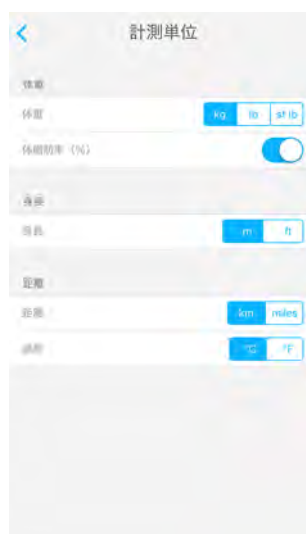 計測単位
体重
体重 kg lb st lb
体脂肪率 (%)
身長
身長 m ft
距離
距離 km miles
温度 °C °F